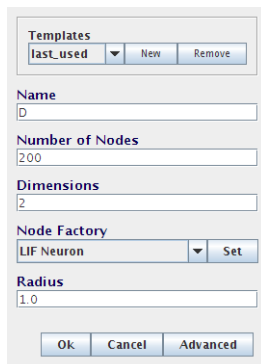 Templates
last_used New Remove
Name
D
Number of Nodes
200
Dimensions
2
Node Factory
LIF Neuron Set
Radius
1.0
Ok Cancel Advanced